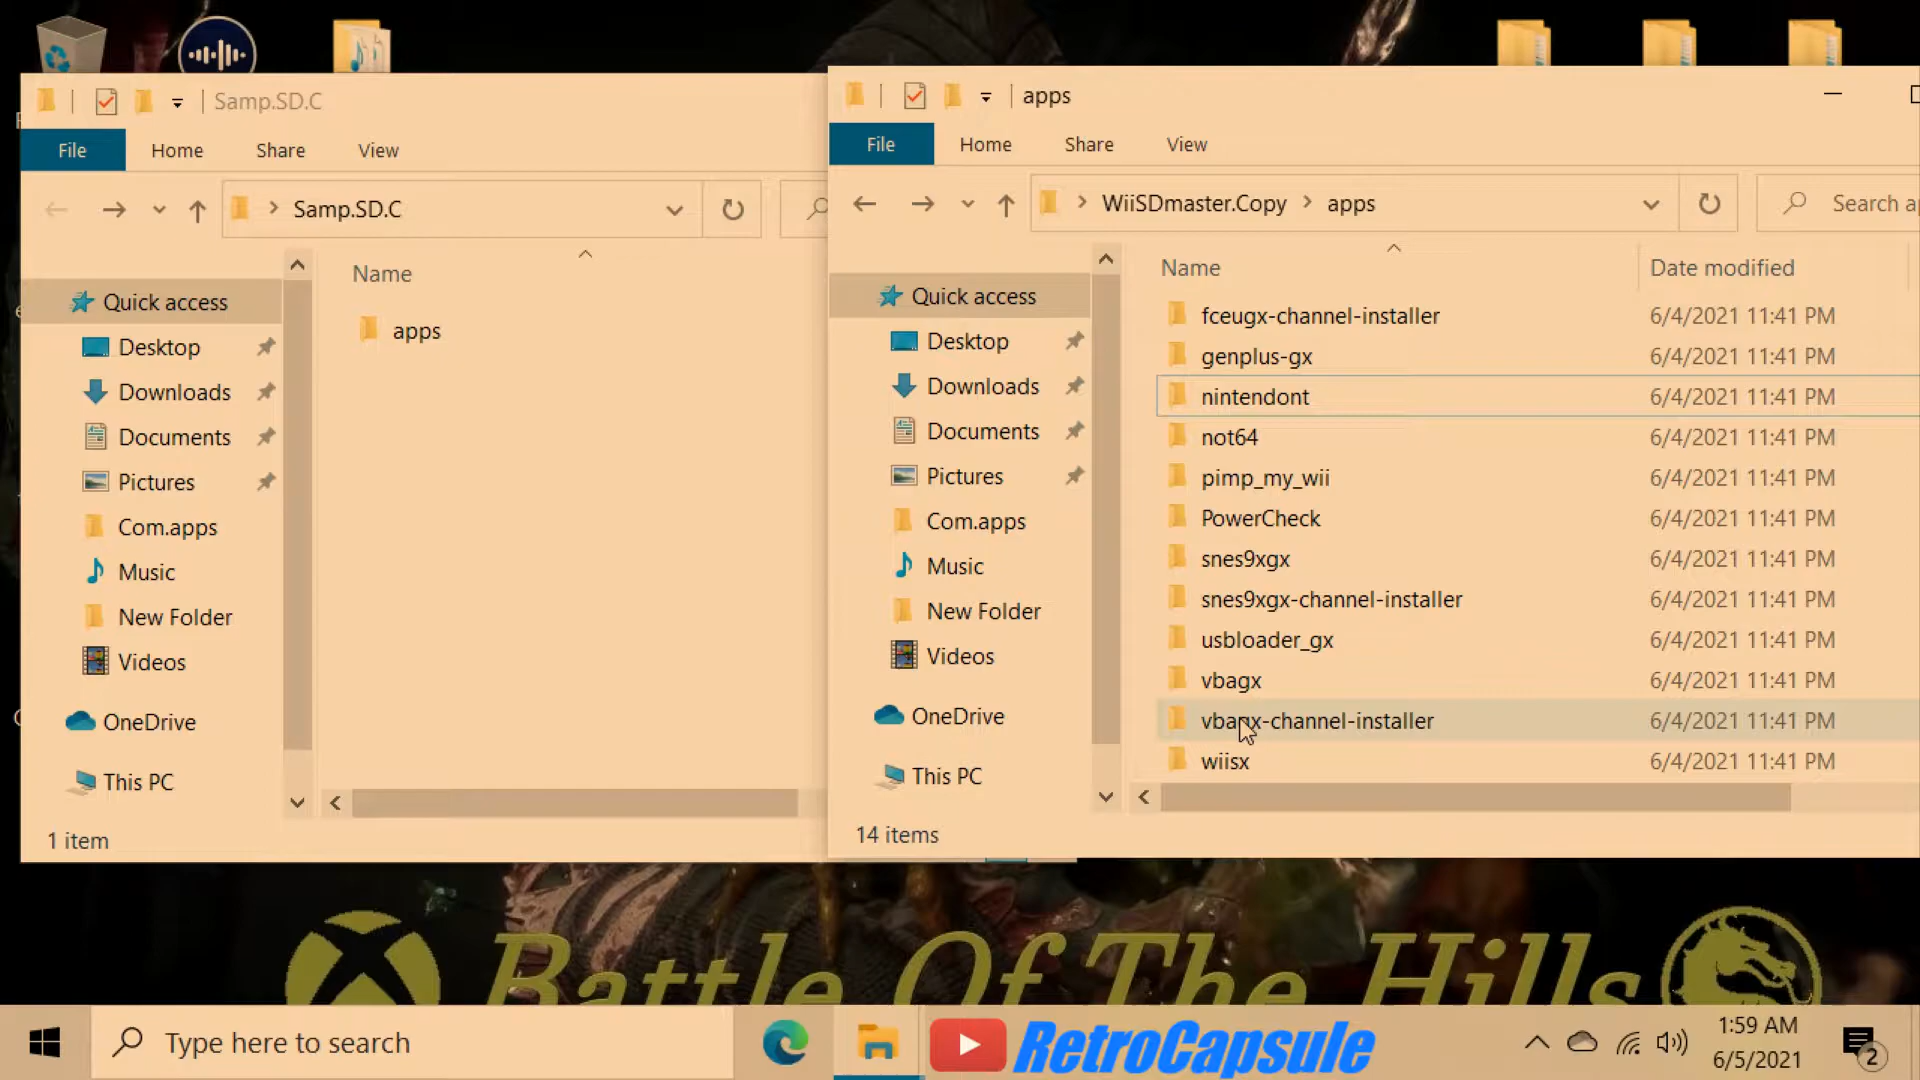 Samp.SD.C
File Home Share View
Samp.SD.C
Name
Quick access
Desktop
Downloads
Documents
Pictures
Com.apps
Music
New Folder
Videos
OneDrive
This PC
apps
1 item
apps
File Home Share View
WiiSDmaster.Copy > apps
Search ap
Name Date modified
Quick access
Desktop
Downloads
Documents
Pictures
Com.apps
Music
New Folder
Videos
OneDrive
This PC
fceugx-channel-installer 6/4/2021 11:41 PM
genplus-gx 6/4/2021 11:41 PM
nintendont 6/4/2021 11:41 PM
not64 6/4/2021 11:41 PM
pimp_my_wii 6/4/2021 11:41 PM
PowerCheck 6/4/2021 11:41 PM
snes9xgx 6/4/2021 11:41 PM
snes9xgx-channel-installer 6/4/2021 11:41 PM
usbloader_gx 6/4/2021 11:41 PM
vbagx 6/4/2021 11:41 PM
vbagx-channel-installer 6/4/2021 11:41 PM
wiisx 6/4/2021 11:41 PM
14 items
Battle Of The Hills
Type here to search
RetroCapsule
1:59 AM
6/5/2021
2